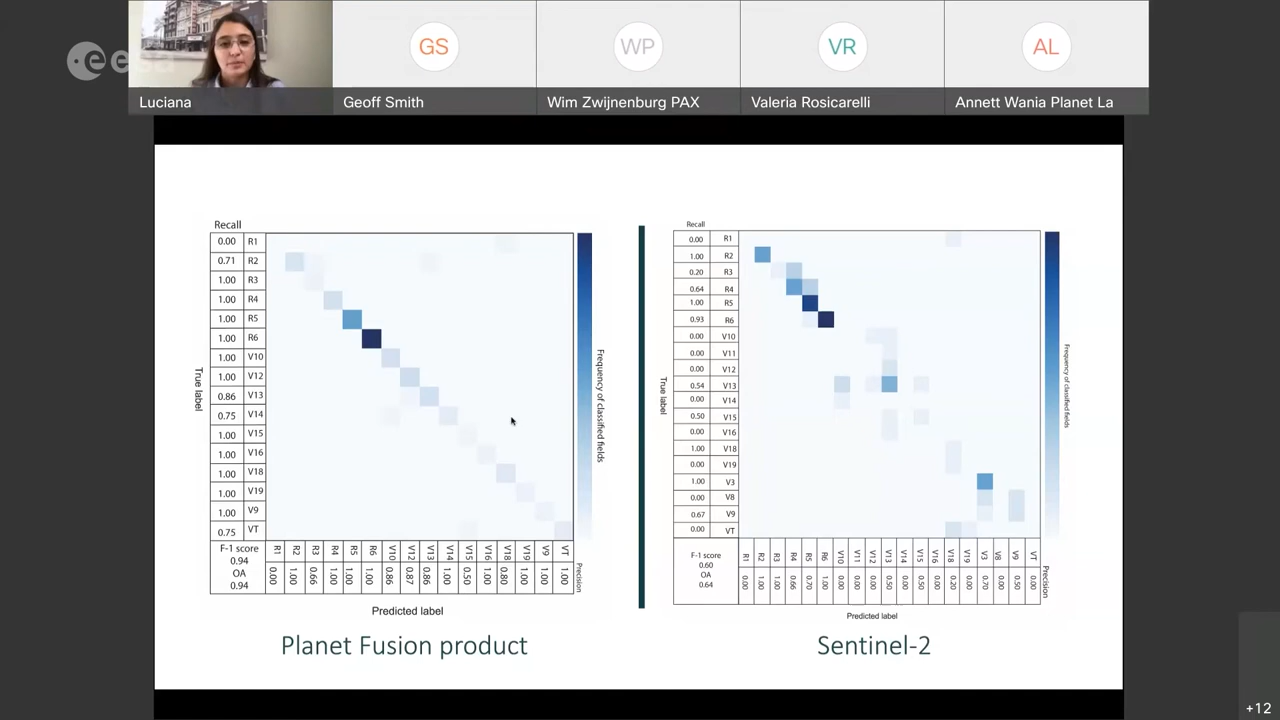 esa
GS
WP
VR
AL
Luciana
Geoff Smith
Wim Zwijnenburg PAX
Valeria Rosicarelli
Annett Wania Planet La
Recall
0.00 R1
0.71 R2
1.00 R3
1.00 R4
1.00 R5
1.00 R6
1.00 V10
1.00 V12
0.86 V13
0.75 V14
1.00 V15
1.00 V16
1.00 V18
1.00 V19
1.00 V9
0.75 VT
True label
Frequency of classified fields
F-1 score
0.94
OA
0.94
R1 R2 R3 R4 R5 R6 V10 V12 V13 V14 V15 V16 V18 V19 V9 VT
0.00 1.00 0.66 1.00 1.00 1.00 0.86 0.87 0.86 1.00 0.50 1.00 0.80 1.00 1.00 1.00
Precision
Predicted label
Planet Fusion product
Recall
0.00 R1
1.00 R2
0.20 R3
0.64 R4
1.00 R5
0.93 R6
0.00 V10
0.00 V11
0.00 V12
0.54 V13
0.00 V14
0.50 V15
0.00 V16
1.00 V18
0.00 V19
1.00 V3
0.00 V8
0.67 V9
0.00 VT
True label
Frequency of classified fields
F-1 score
0.60
OA
0.64
R1 R2 R3 R4 R5 R6 V10 V11 V12 V13 V14 V15 V16 V18 V19 V3 V8 V9 VT
0.00 1.00 1.00 0.66 0.70 1.00 0.00 0.00 0.00 0.50 0.00 0.50 0.00 0.20 0.00 0.70 0.00 0.50 0.00
Precision
Predicted label
Sentinel-2
+12